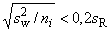 √(s_w²/n_i) < 0,2s_R